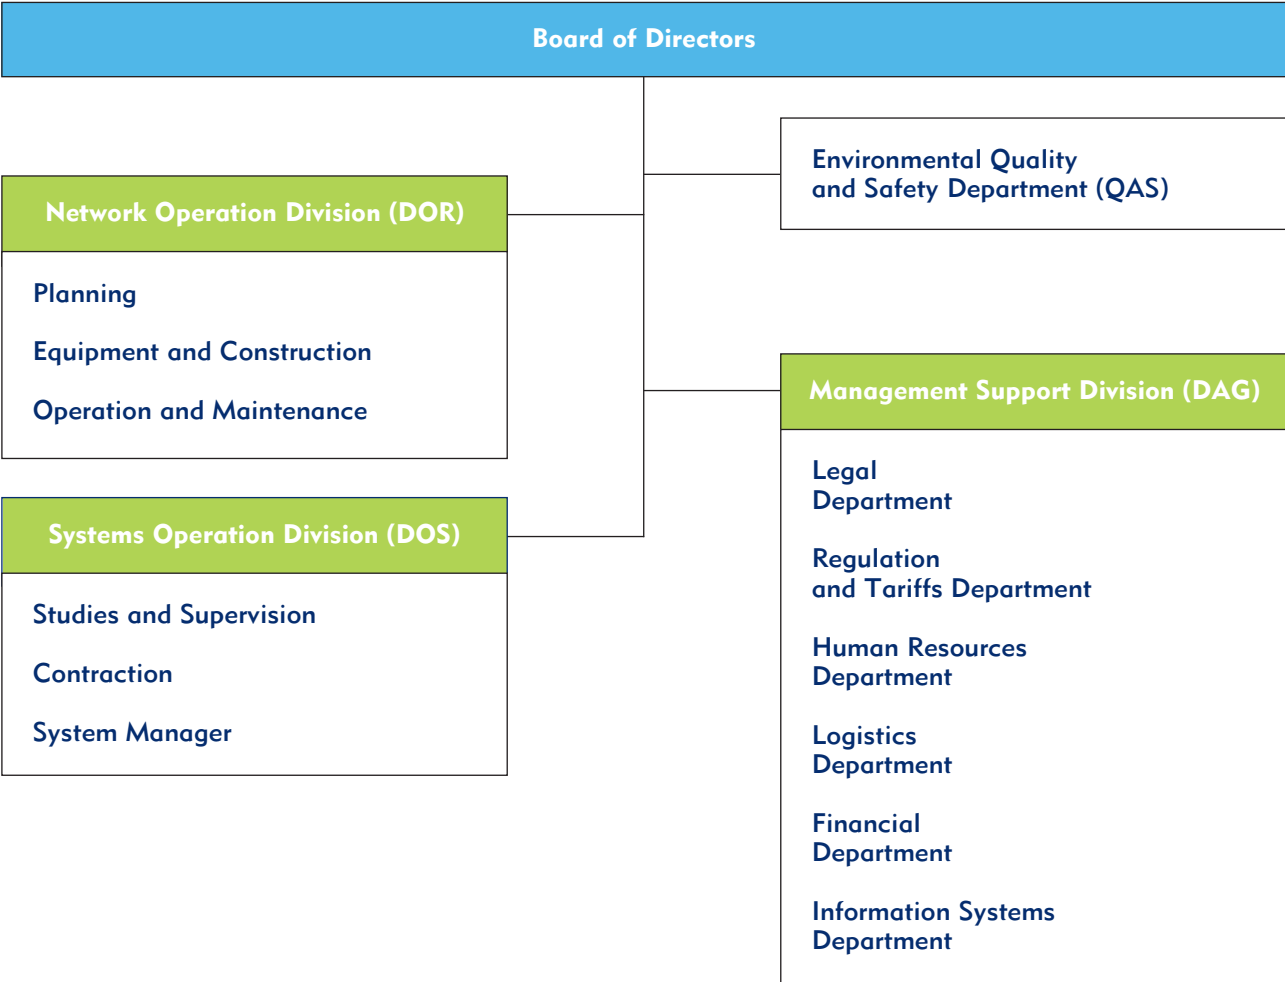 Board of Directors
Environmental Quality
and Safety Department (QAS)
Network Operation Division (DOR)
Planning
Equipment and Construction
Operation and Maintenance
Management Support Division (DAG)
Legal
Department
Regulation
and Tariffs Department
Human Resources
Department
Logistics
Department
Financial
Department
Information Systems
Department
Systems Operation Division (DOS)
Studies and Supervision
Contraction
System Manager